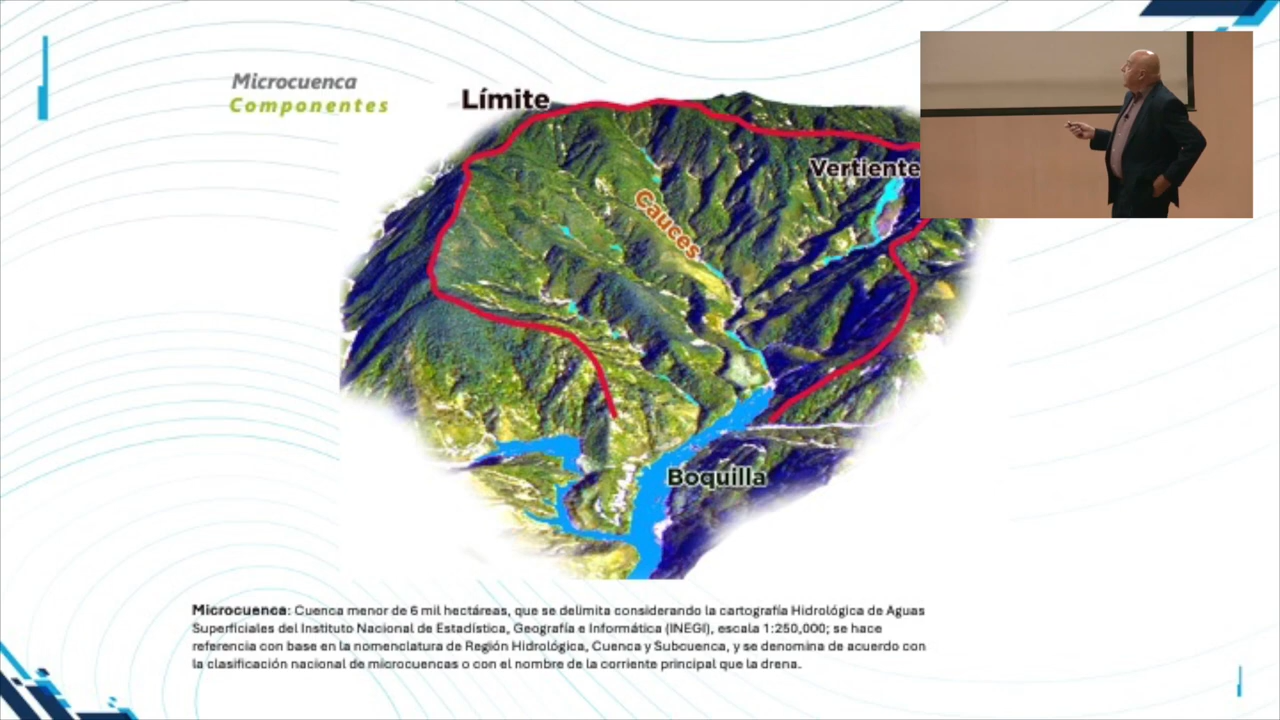 Microcuenca
Componentes
Límite
Vertiente
Cauces
Boquilla
Microcuenca: Cuenca menor de 6 mil hectáreas, que se delimita considerando la cartografía Hidrológica de Aguas
Superficiales del Instituto Nacional de Estadística, Geografía e Informática (INEGI), escala 1:250,000; se hace
referencia con base en la nomenclatura de Región Hidrológica, Cuenca y Subcuenca, y se denomina de acuerdo con
la clasificación nacional de microcuencas o con el nombre de la corriente principal que la drena.